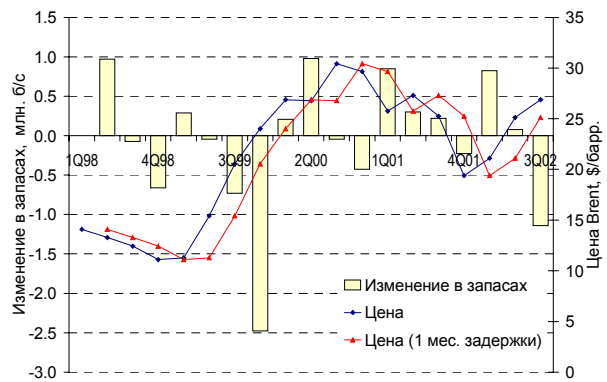 Изменение в запасах, млн. б/с
1.5
1.0
0.5
0.0
-0.5
-1.0
-1.5
-2.0
-2.5
-3.0
1Q98
4Q98
3Q99
2Q00
1Q01
4Q01
3Q02
Изменение в запасах
Цена
Цена (1 мес. задержки)
35
30
25
20
15
10
5
0
Цена Brent, $/барр.